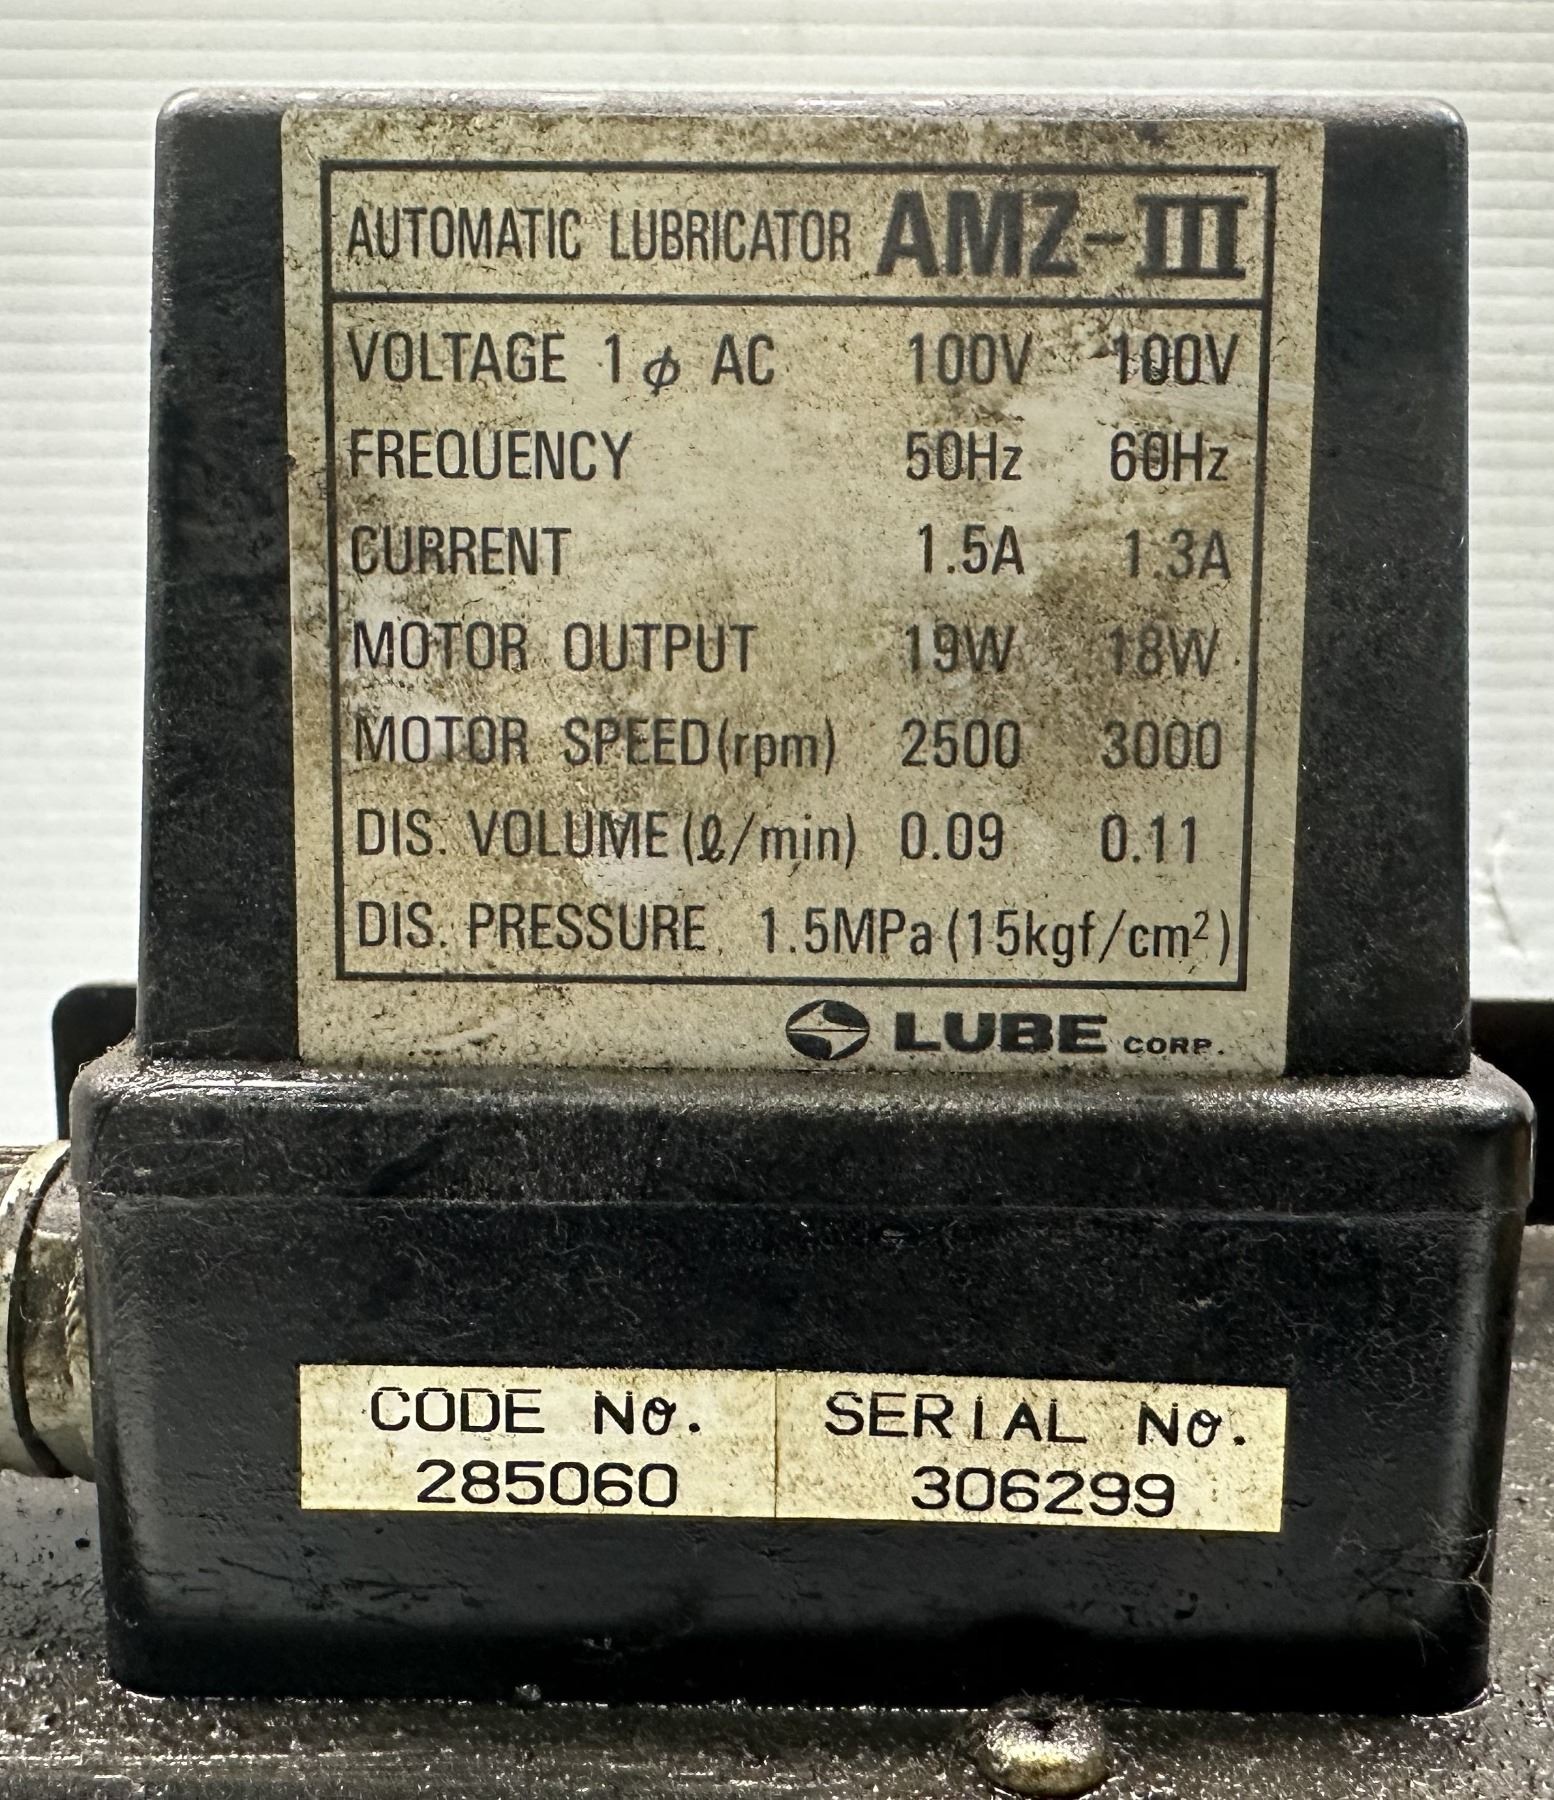 AUTOMATIC LUBRICATOR AMZ-III
VOLTAGE 1φ AC 100V 100V
FREQUENCY 50Hz 60Hz
CURRENT 1.5A 1.3A
MOTOR OUTPUT 19W 18W
MOTOR SPEED(rpm) 2500 3000
DIS. VOLUME(ℓ/min) 0.09 0.11
DIS. PRESSURE 1.5MPa(15kgf/cm²)
LUBE CORP.
CODE No. SERIAL No.
285060 306299